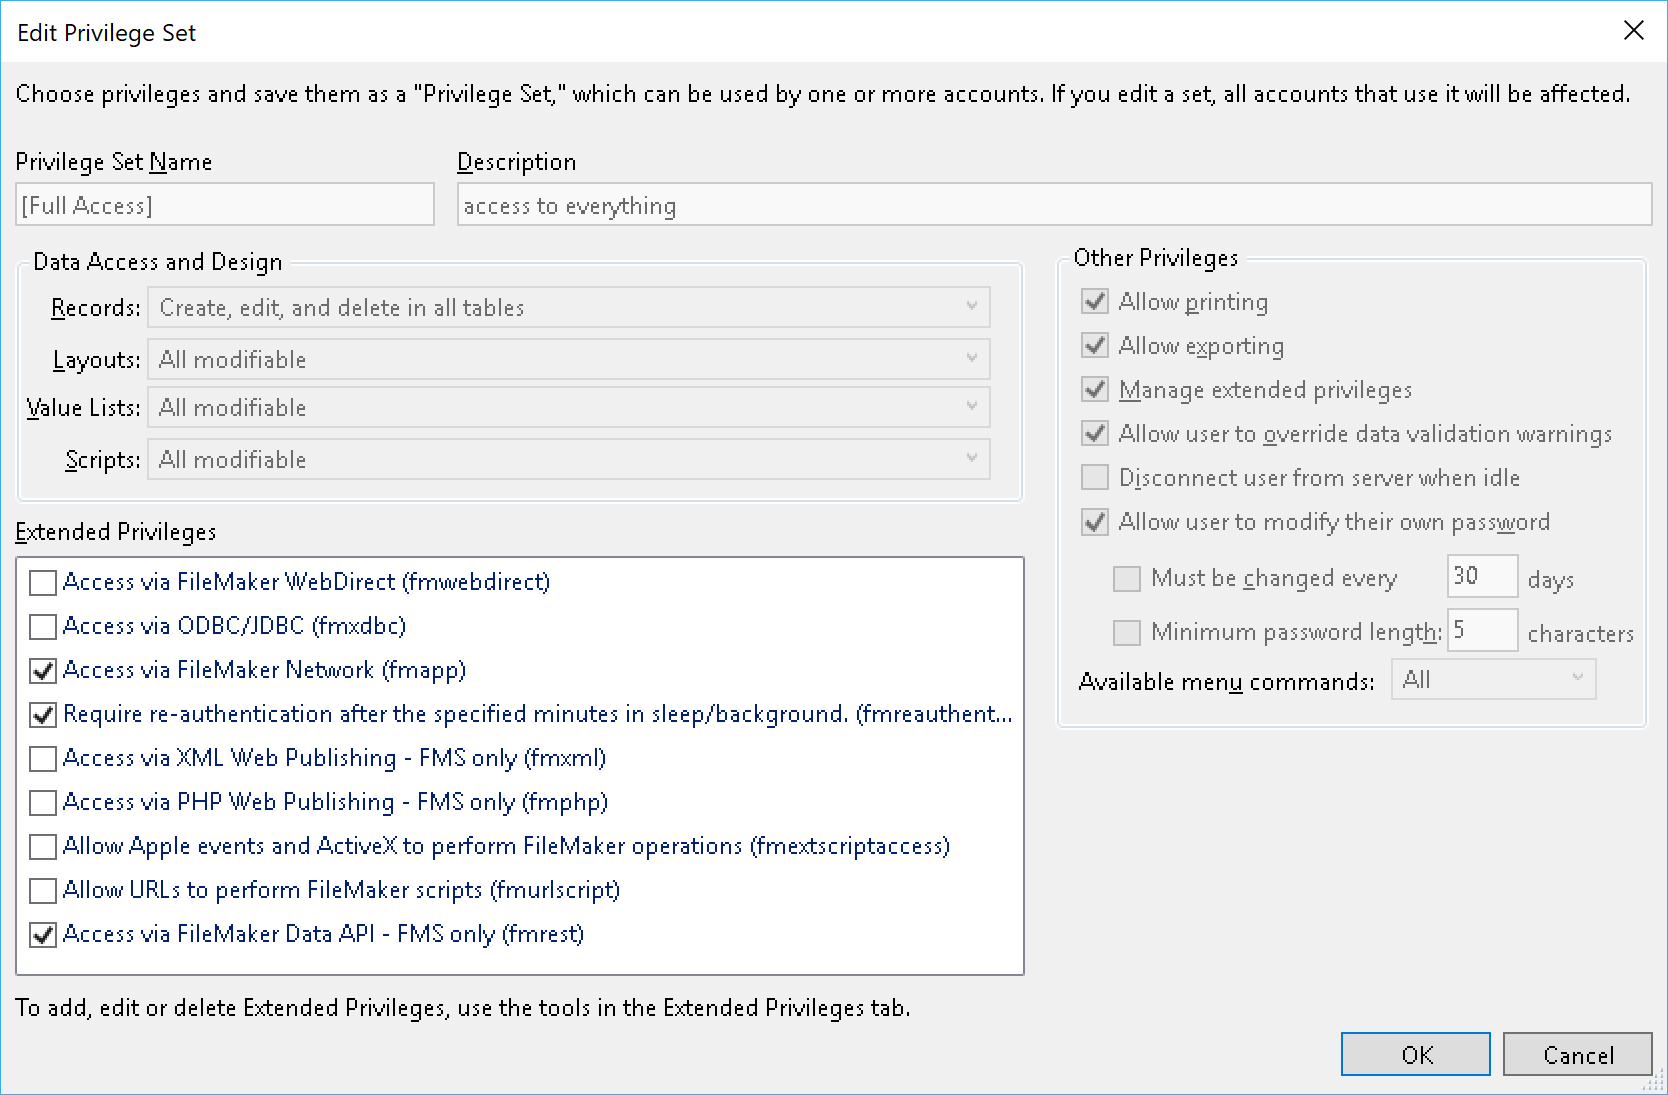 Edit Privilege Set
Choose privileges and save them as a "Privilege Set," which can be used by one or more accounts. If you edit a set, all accounts that use it will be affected.
Privilege Set Name
[Full Access]
Description
access to everything
Data Access and Design
Records: Create, edit, and delete in all tables
Layouts: All modifiable
Value Lists: All modifiable
Scripts: All modifiable
Extended Privileges
Access via FileMaker WebDirect (fmwebdirect)
Access via ODBC/JDBC (fmxdbc)
Access via FileMaker Network (fmapp)
Require re-authentication after the specified minutes in sleep/background. (fmreauthent...
Access via XML Web Publishing - FMS only (fmxml)
Access via PHP Web Publishing - FMS only (fmphp)
Allow Apple events and ActiveX to perform FileMaker operations (fmextscriptaccess)
Allow URLs to perform FileMaker scripts (fmurlscript)
Access via FileMaker Data API - FMS only (fmrest)
To add, edit or delete Extended Privileges, use the tools in the Extended Privileges tab.
Other Privileges
Allow printing
Allow exporting
Manage extended privileges
Allow user to override data validation warnings
Disconnect user from server when idle
Allow user to modify their own password
Must be changed every 30 days
Minimum password length: 5 characters
Available menu commands: All
OK
Cancel